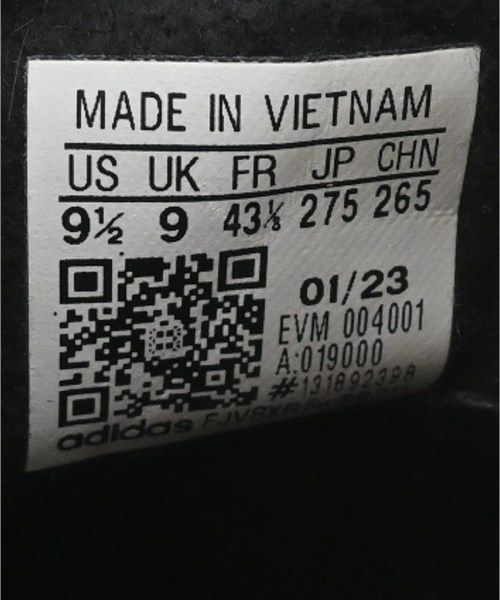 MADE IN VIETNAM
US UK FR JP CHN
9½ 9 43⅓ 275 265
01/23
EVM 004001
A:019000
#131892398
adidas